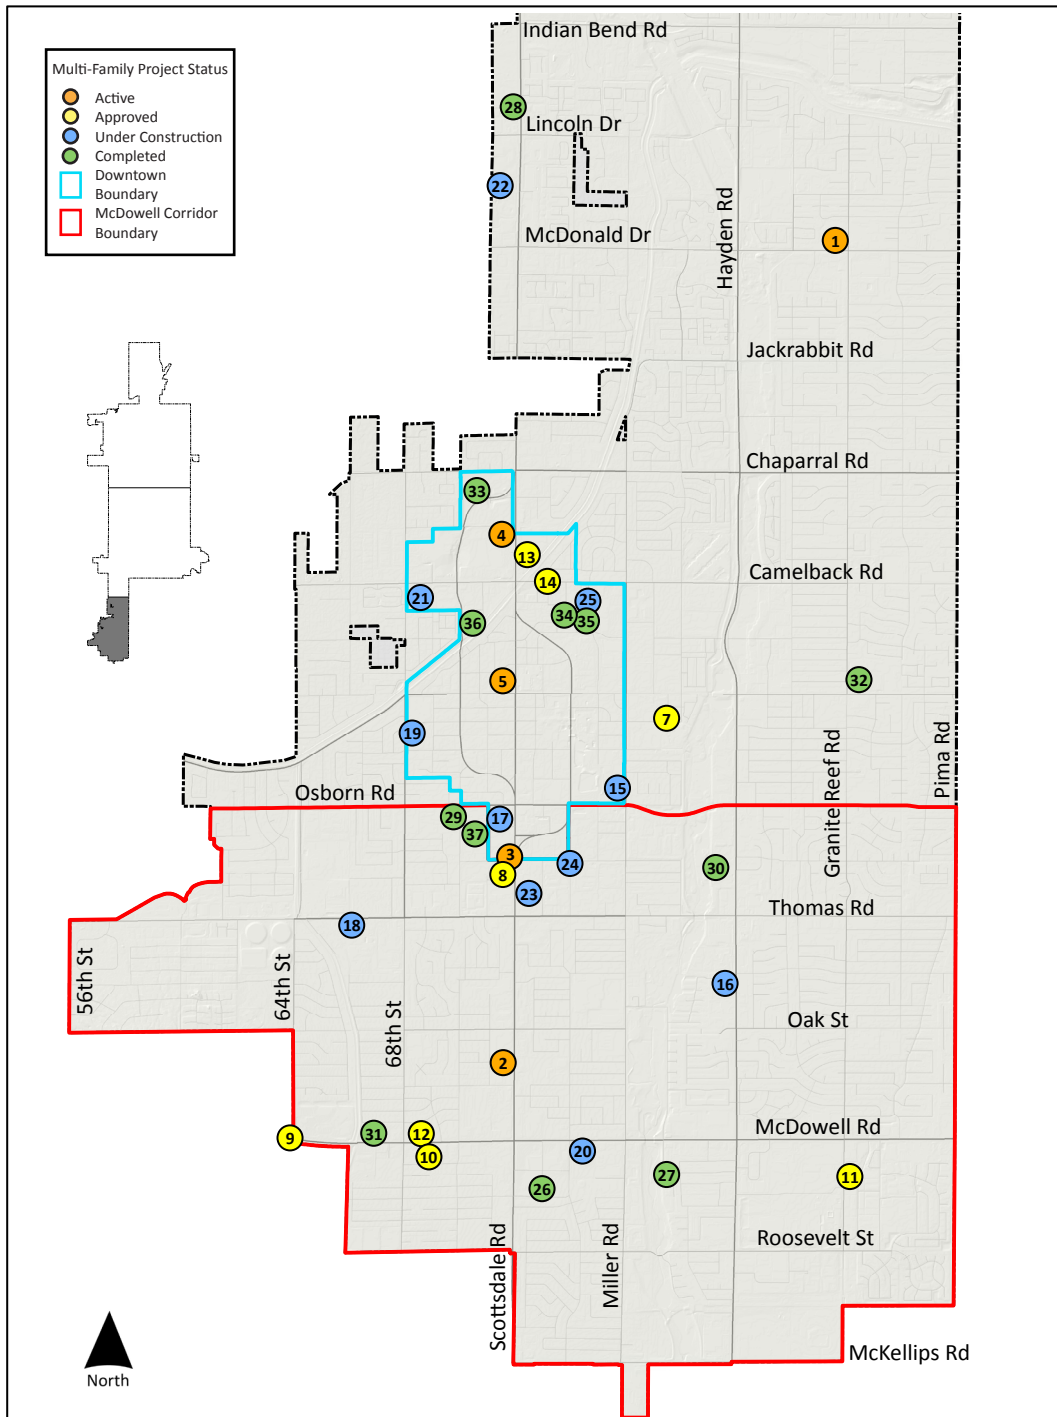 Indian Bend Rd
Multi-Family Project Status
Active
Approved
Under Construction
Completed
Downtown
Boundary
McDowell Corridor
Boundary
28
Lincoln Dr
22
Hayden Rd
McDonald Dr
1
Jackrabbit Rd
Chaparral Rd
33
4
13
14
Camelback Rd
21
25
34
35
36
5
32
7
19
Granite Reef Rd
Pima Rd
15
Osborn Rd
29
17
37
3
8
24
30
23
Thomas Rd
18
56th St
64th St
16
68th St
Oak St
2
McDowell Rd
9
31
12
10
20
27
11
26
Roosevelt St
Scottsdale Rd
Miller Rd
McKellips Rd
North